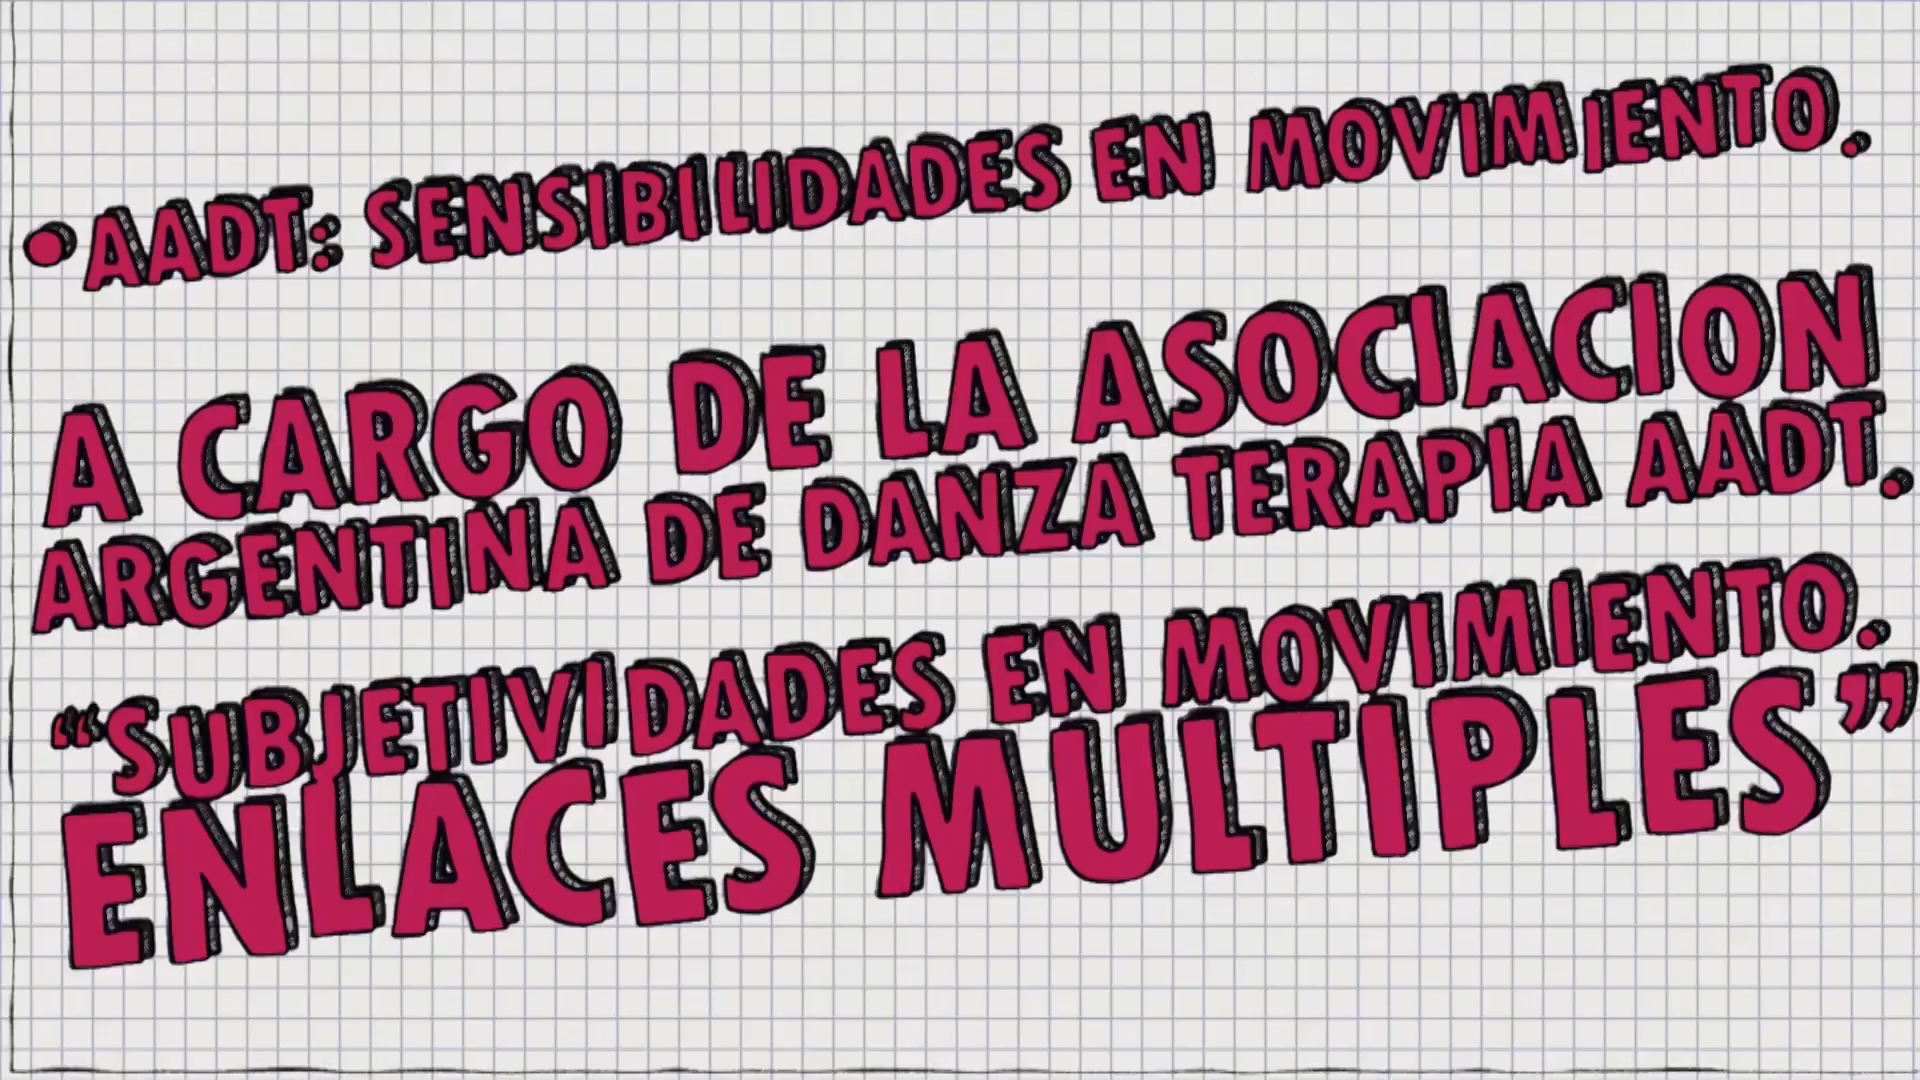 •AADT: SENSIBILIDADES EN MOVIMIENTO.
A CARGO DE LA ASOCIACION
ARGENTINA DE DANZA TERAPIA AADT.
“SUBJETIVIDADES EN MOVIMIENTO.
ENLACES MULTIPLES”